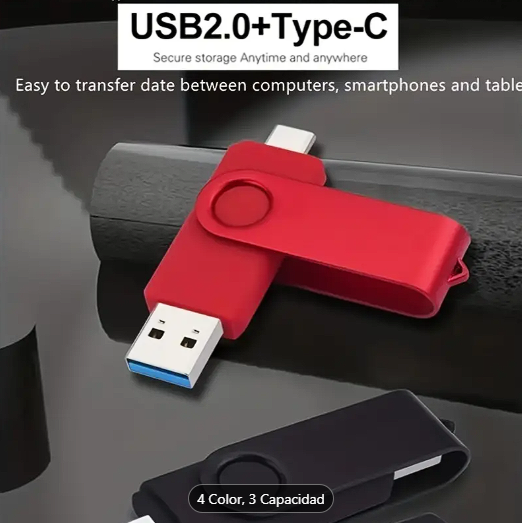 USB2.0+Type-C
Secure storage Anytime and anywhere
Easy to transfer date between computers, smartphones and table
4 Color, 3 Capacidad